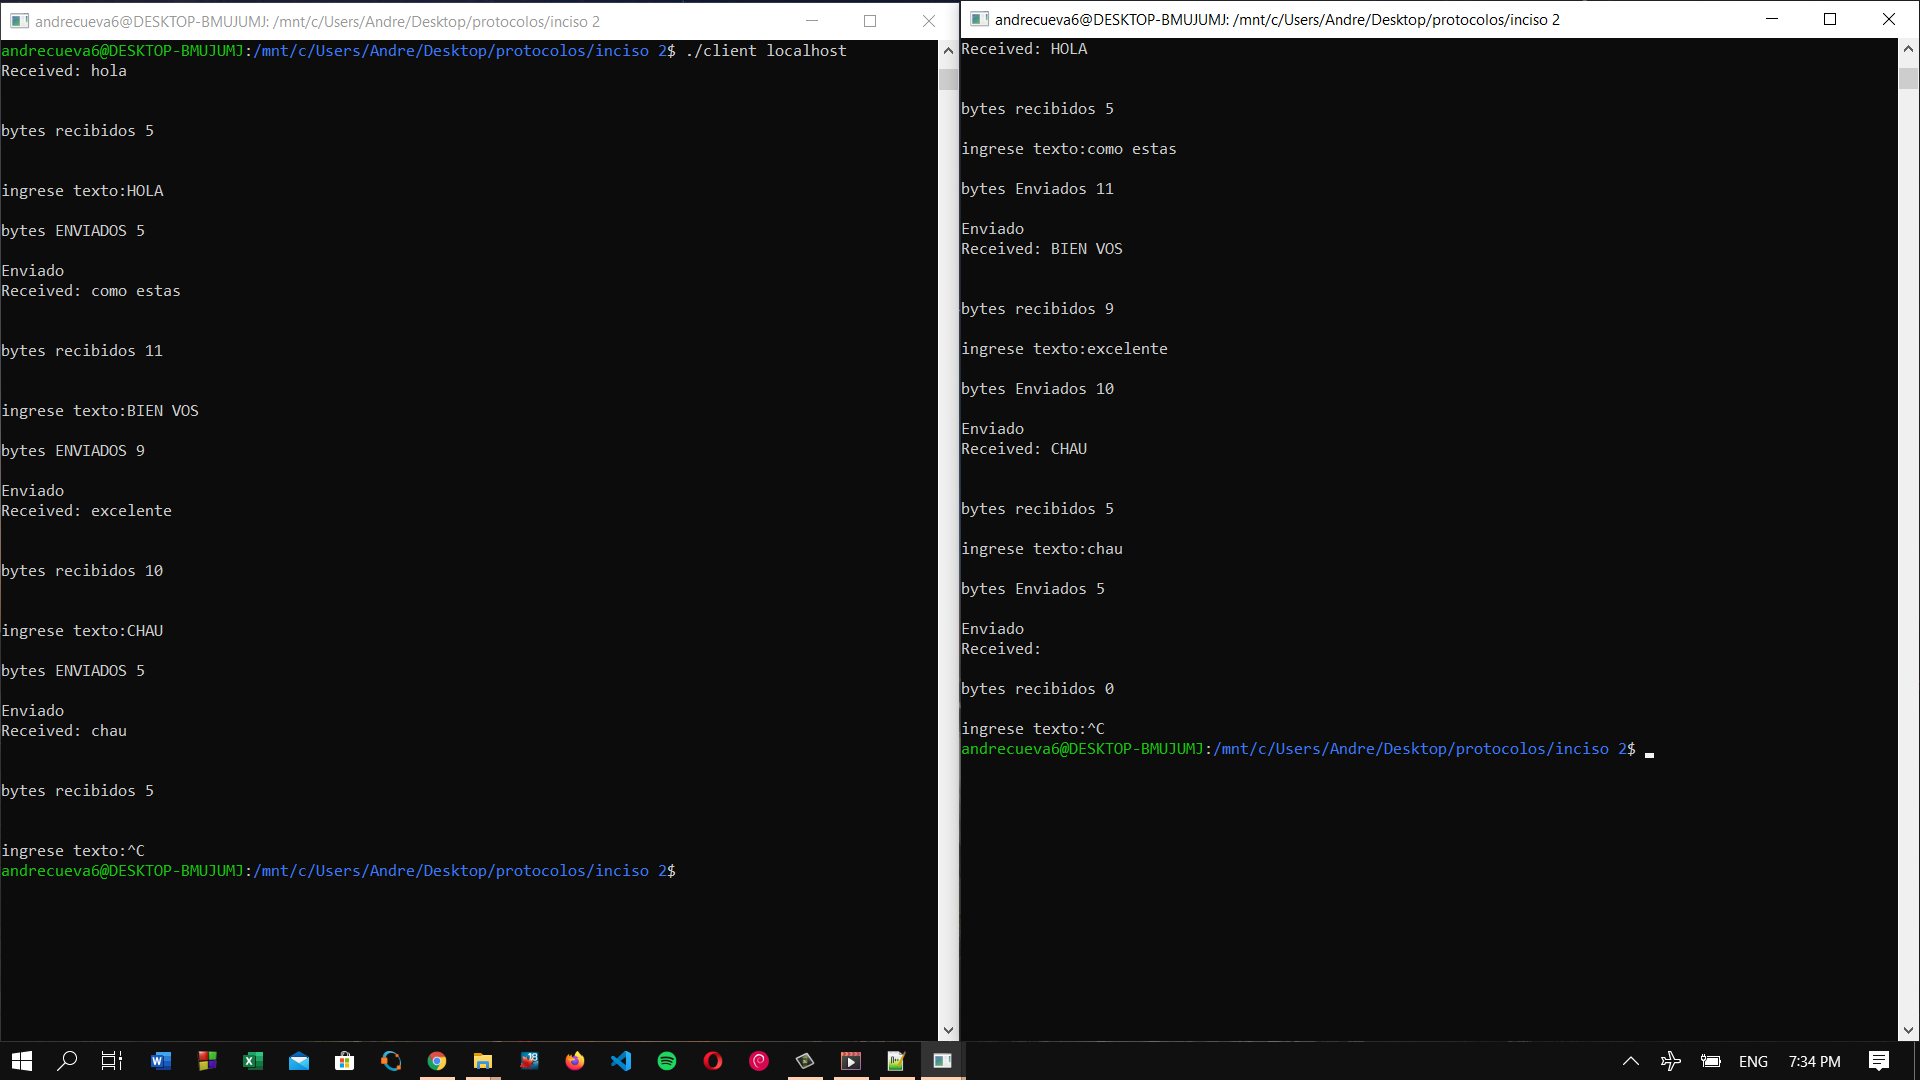 andrecueva6@DESKTOP-BMUJUMJ: /mnt/c/Users/Andre/Desktop/protocolos/inciso 2
andrecueva6@DESKTOP-BMUJUMJ:/mnt/c/Users/Andre/Desktop/protocolos/inciso 2$ ./client localhost
Received: hola
bytes recibidos 5
ingrese texto:HOLA
bytes ENVIADOS 5
Enviado
Received: como estas
bytes recibidos 11
ingrese texto:BIEN VOS
bytes ENVIADOS 9
Enviado
Received: excelente
bytes recibidos 10
ingrese texto:CHAU
bytes ENVIADOS 5
Enviado
Received: chau
bytes recibidos 5
ingrese texto:^C
andrecueva6@DESKTOP-BMUJUMJ:/mnt/c/Users/Andre/Desktop/protocolos/inciso 2$
andrecueva6@DESKTOP-BMUJUMJ: /mnt/c/Users/Andre/Desktop/protocolos/inciso 2
Received: HOLA
bytes recibidos 5
ingrese texto:como estas
bytes Enviados 11
Enviado
Received: BIEN VOS
bytes recibidos 9
ingrese texto:excelente
bytes Enviados 10
Enviado
Received: CHAU
bytes recibidos 5
ingrese texto:chau
bytes Enviados 5
Enviado
Received:
bytes recibidos 0
ingrese texto:^C
andrecueva6@DESKTOP-BMUJUMJ:/mnt/c/Users/Andre/Desktop/protocolos/inciso 2$
18
ENG
7:34 PM